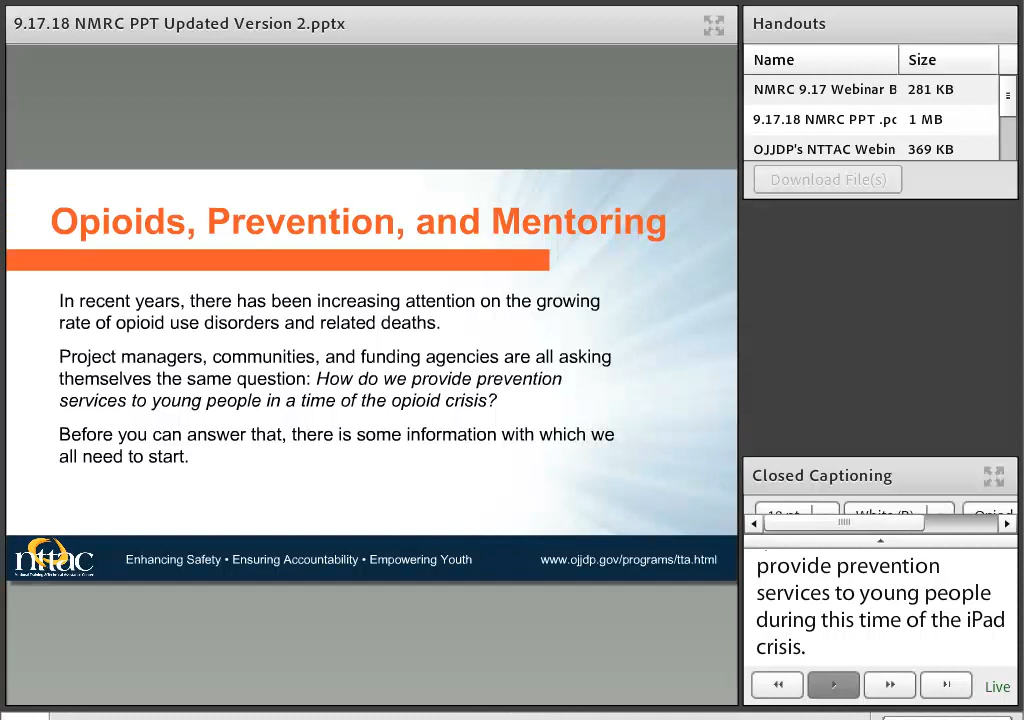 9.17.18 NMRC PPT Updated Version 2.pptx
Opioids, Prevention, and Mentoring
In recent years, there has been increasing attention on the growing
rate of opioid use disorders and related deaths.
Project managers, communities, and funding agencies are all asking
themselves the same question: How do we provide prevention
services to young people in a time of the opioid crisis?
Before you can answer that, there is some information with which we
all need to start.
nttac
National Training & Technical Assistance Center
Enhancing Safety • Ensuring Accountability • Empowering Youth
www.ojjdp.gov/programs/tta.html
Handouts
Name Size
NMRC 9.17 Webinar B 281 KB
9.17.18 NMRC PPT .pc 1 MB
OJJDP's NTTAC Webin 369 KB
Download File(s)
Closed Captioning
provide prevention
services to young people
during this time of the iPad
crisis.
Live